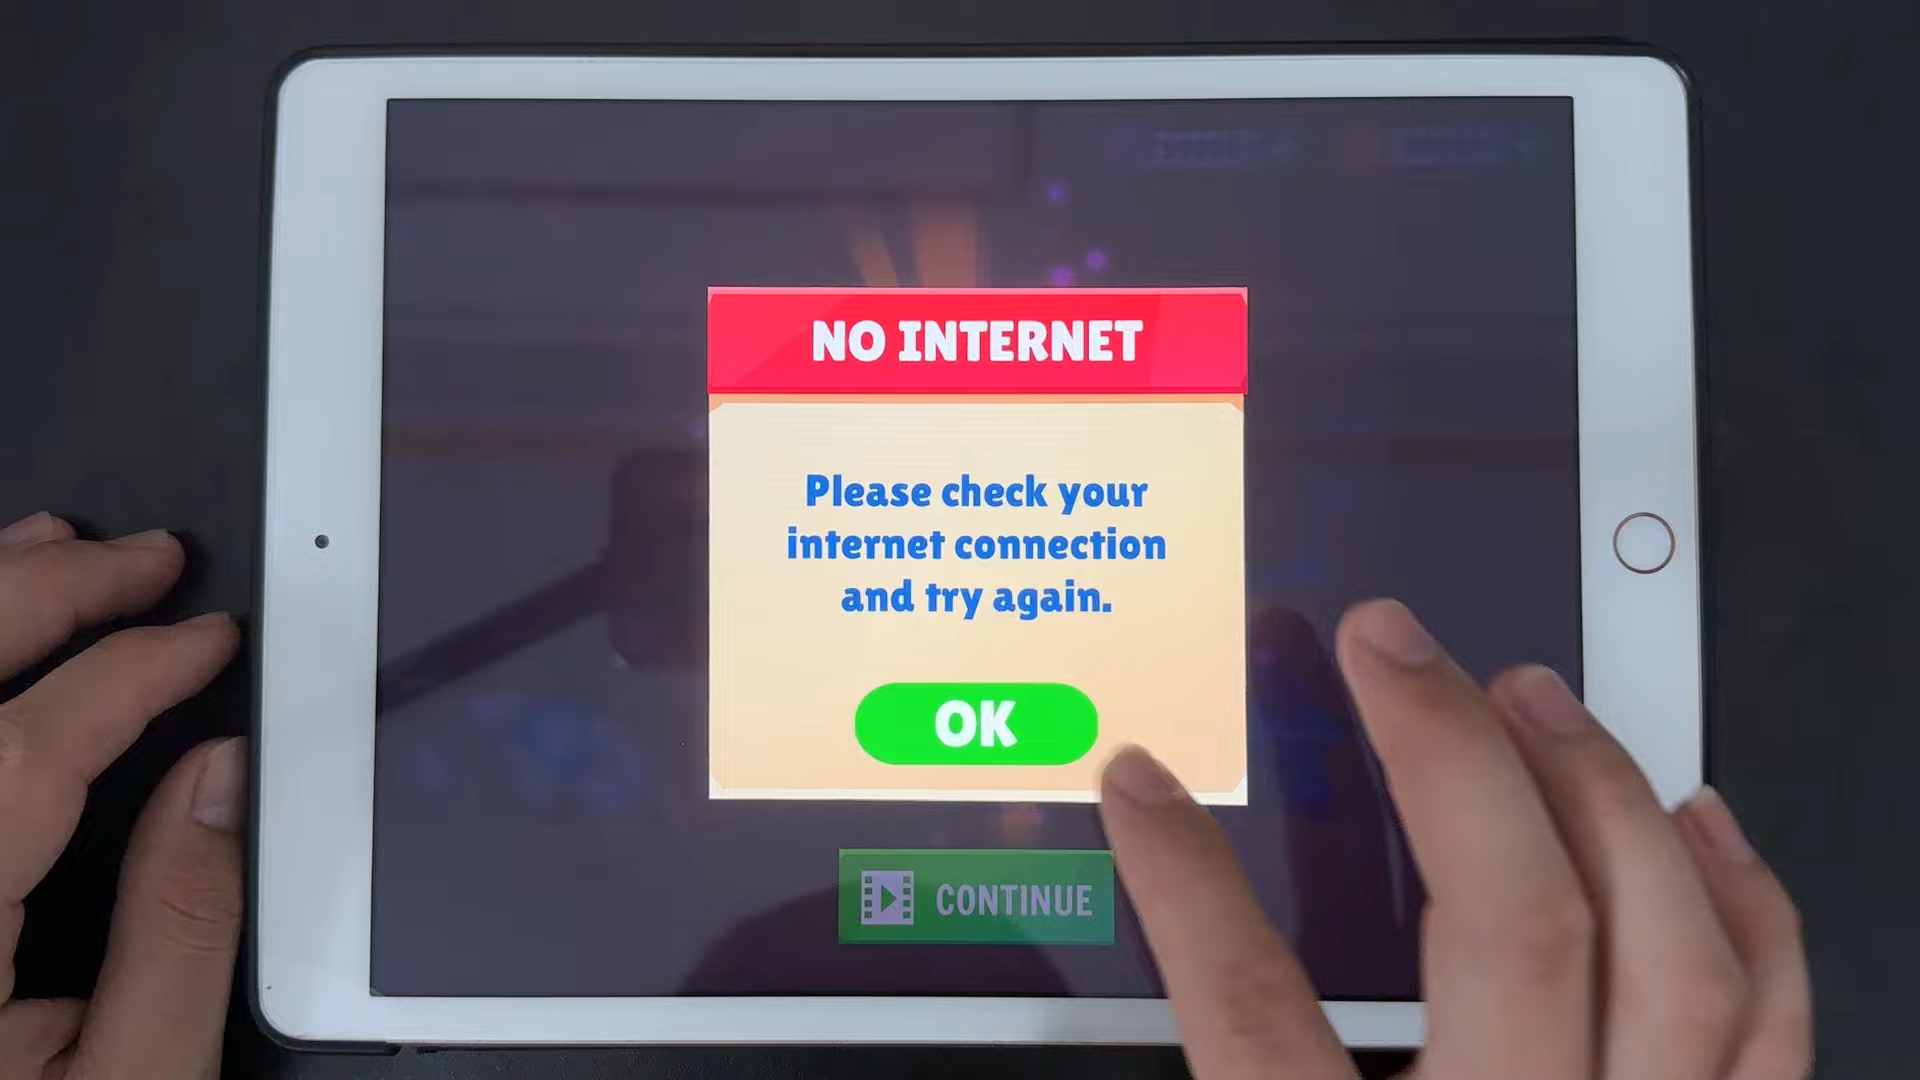 NO INTERNET
Please check your
internet connection
and try again.
OK
CONTINUE